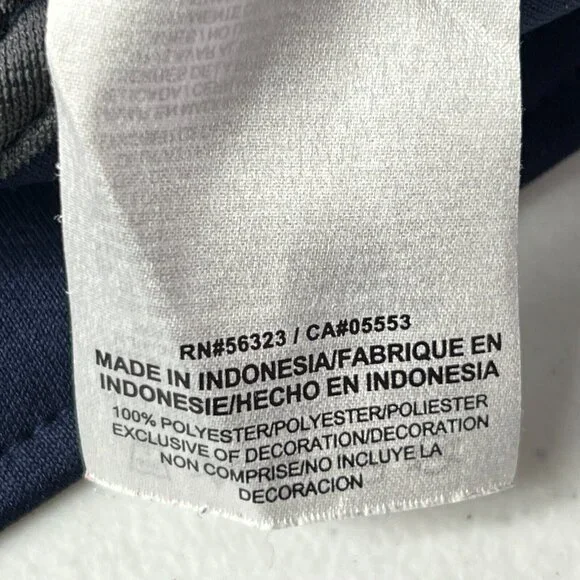 RN#56323 / CA#05553
MADE IN INDONESIA/FABRIQUE EN
INDONESIE/HECHO EN INDONESIA
100% POLYESTER/POLYESTER/POLIESTER
EXCLUSIVE OF DECORATION/DECORATION
NON COMPRISE/NO INCLUYE LA
DECORACION